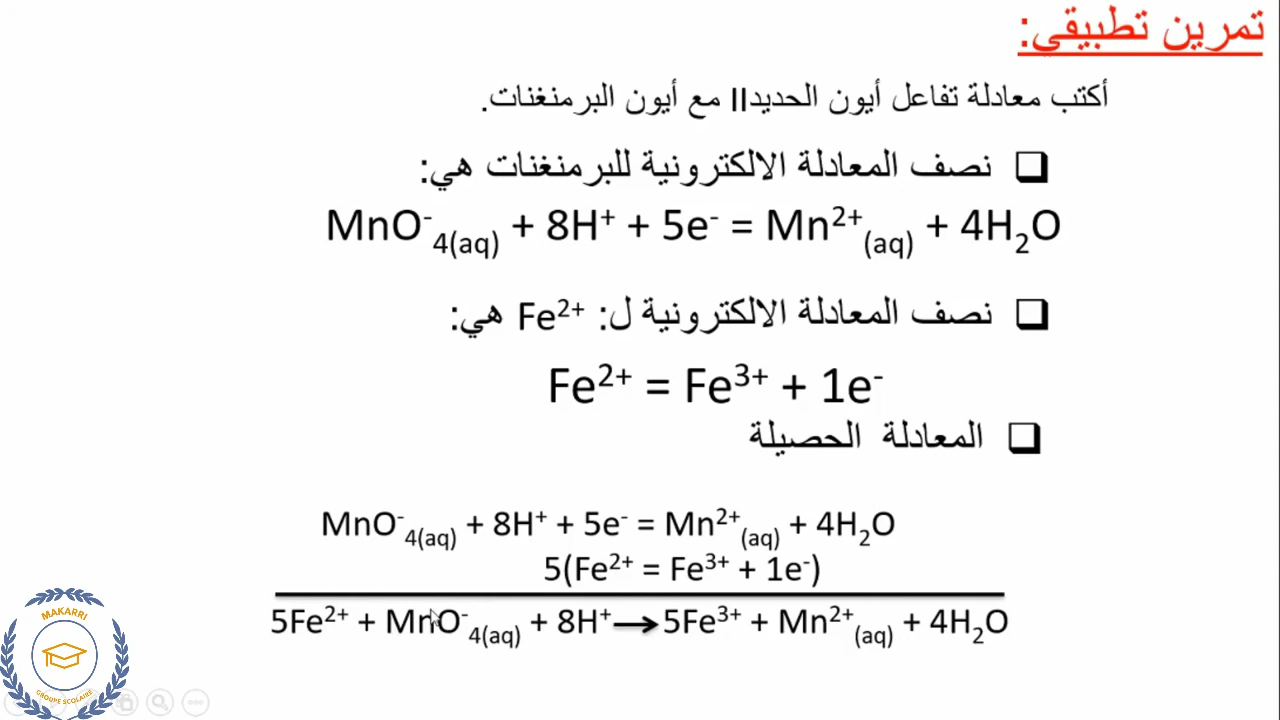 تمرين تطبيقي:
أكتب معادلة تفاعل أيون الحديدII مع أيون البرمنغنات.
❑ نصف المعادلة الالكترونية للبرمنغنات هي:
MnO⁻₄₍aq₎ + 8H⁺ + 5e⁻ = Mn²⁺₍aq₎ + 4H₂O
❑ نصف المعادلة الالكترونية ل: Fe²⁺ هي:
Fe²⁺ = Fe³⁺ + 1e⁻
❑ المعادلة الحصيلة
MnO⁻₄₍aq₎ + 8H⁺ + 5e⁻ = Mn²⁺₍aq₎ + 4H₂O
5(Fe²⁺ = Fe³⁺ + 1e⁻)
5Fe²⁺ + MnO⁻₄₍aq₎ + 8H⁺ → 5Fe³⁺ + Mn²⁺₍aq₎ + 4H₂O
MAKARRI
GROUPE SCOLAIRE